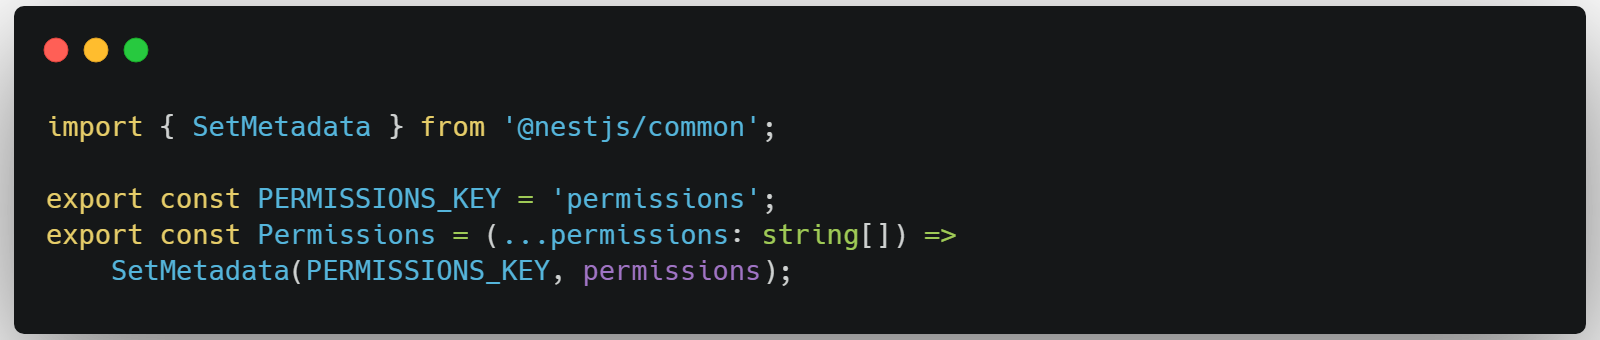 import { SetMetadata } from '@nestjs/common';

export const PERMISSIONS_KEY = 'permissions';
export const Permissions = (...permissions: string[]) =>
    SetMetadata(PERMISSIONS_KEY, permissions);